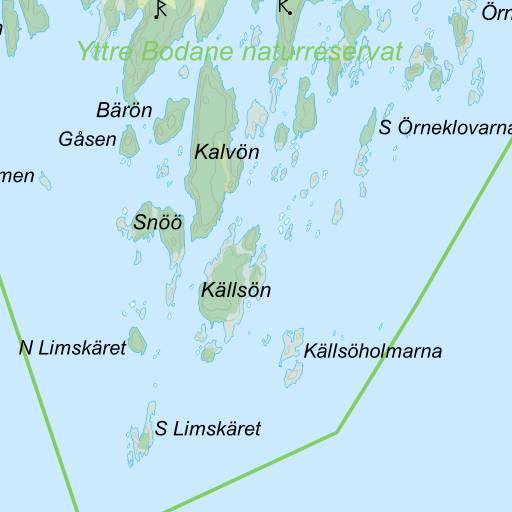 Yttre Bodane naturreservat
Bärön
Gåsen
Kalvön
S Örneklovarna
Snöö
Källsön
N Limskäret
Källsöholmarna
S Limskäret